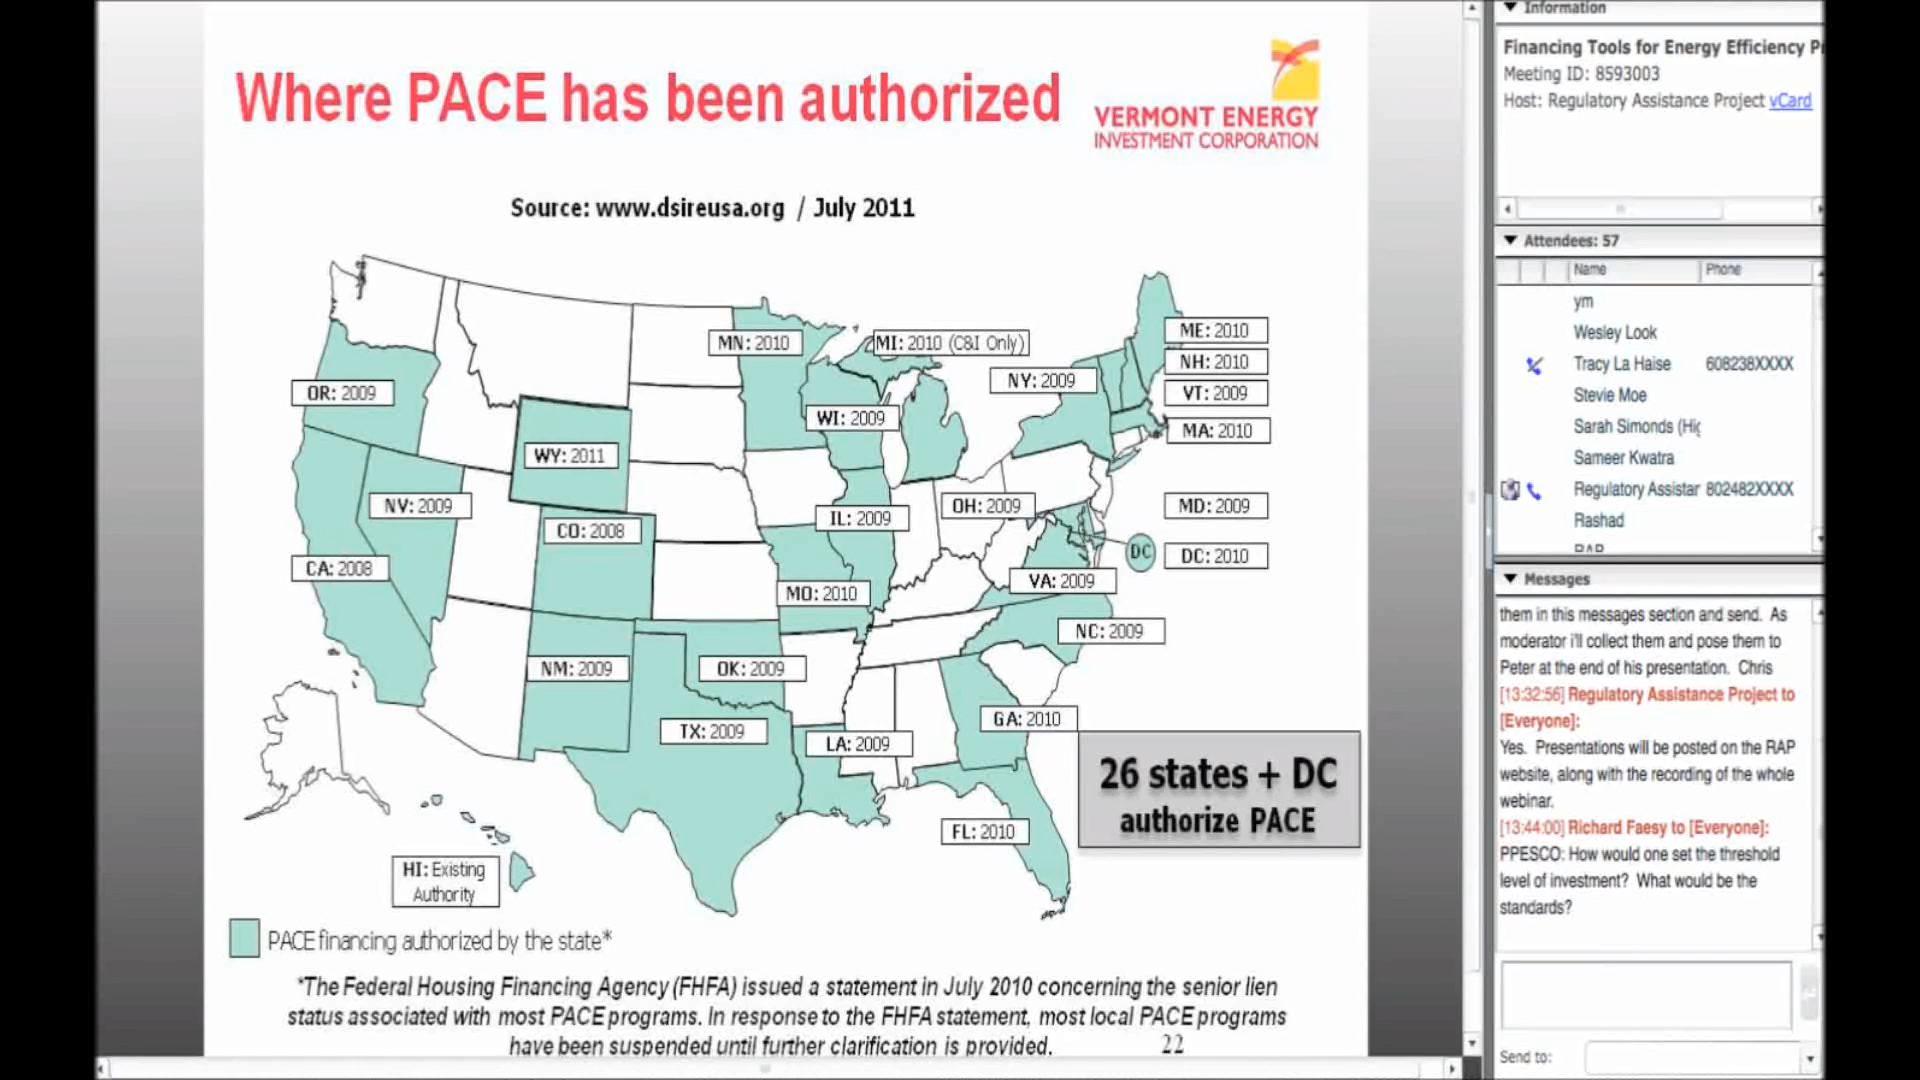 Where PACE has been authorized
VERMONT ENERGY
INVESTMENT CORPORATION
Source: www.dsireusa.org / July 2011
MN: 2010
MI: 2010 (C&I Only)
ME: 2010
NH: 2010
NY: 2009
VT: 2009
OR: 2009
WI: 2009
MA: 2010
WY: 2011
NV: 2009
OH: 2009
MD: 2009
IL: 2009
CO: 2008
DC
DC: 2010
CA: 2008
VA: 2009
MO: 2010
NC: 2009
NM: 2009
OK: 2009
GA: 2010
TX: 2009
LA: 2009
26 states + DC
authorize PACE
FL: 2010
HI: Existing
Authority
PACE financing authorized by the state*
*The Federal Housing Financing Agency (FHFA) issued a statement in July 2010 concerning the senior lien
status associated with most PACE programs. In response to the FHFA statement, most local PACE programs
have been suspended until further clarification is provided.
22
Information
Financing Tools for Energy Efficiency
Meeting ID: 8593003
Host: Regulatory Assistance Project vCard
Attendees: 57
Name Phone
ym
Wesley Look
Tracy La Haise 608238XXXX
Stevie Moe
Sarah Simonds (Hig
Sameer Kwatra
Regulatory Assistar 802482XXXX
Rashad
RAP
Messages
them in this messages section and send. As
moderator i'll collect them and pose them to
Peter at the end of his presentation. Chris
[13:32:56] Regulatory Assistance Project to
[Everyone]:
Yes. Presentations will be posted on the RAP
website, along with the recording of the whole
webinar.
[13:44:00] Richard Faesy to [Everyone]:
PPESCO: How would one set the threshold
level of investment? What would be the
standards?
Send to: